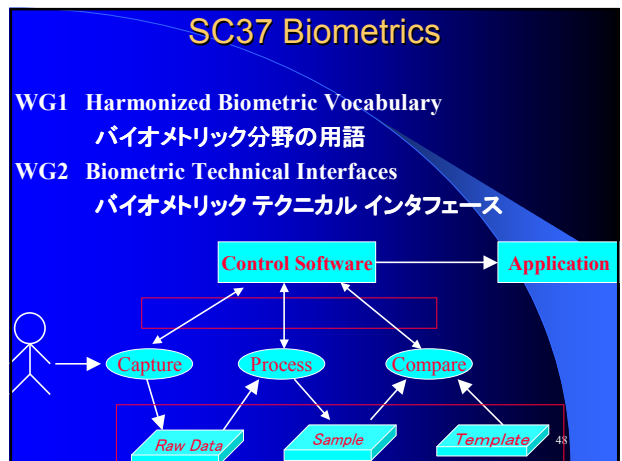 SC37 Biometrics
WG1 Harmonized Biometric Vocabulary
バイオメトリック分野の用語
WG2 Biometric Technical Interfaces
バイオメトリック テクニカル インタフェース
Control Software
Application
Capture
Process
Compare
Raw Data
Sample
Template
48